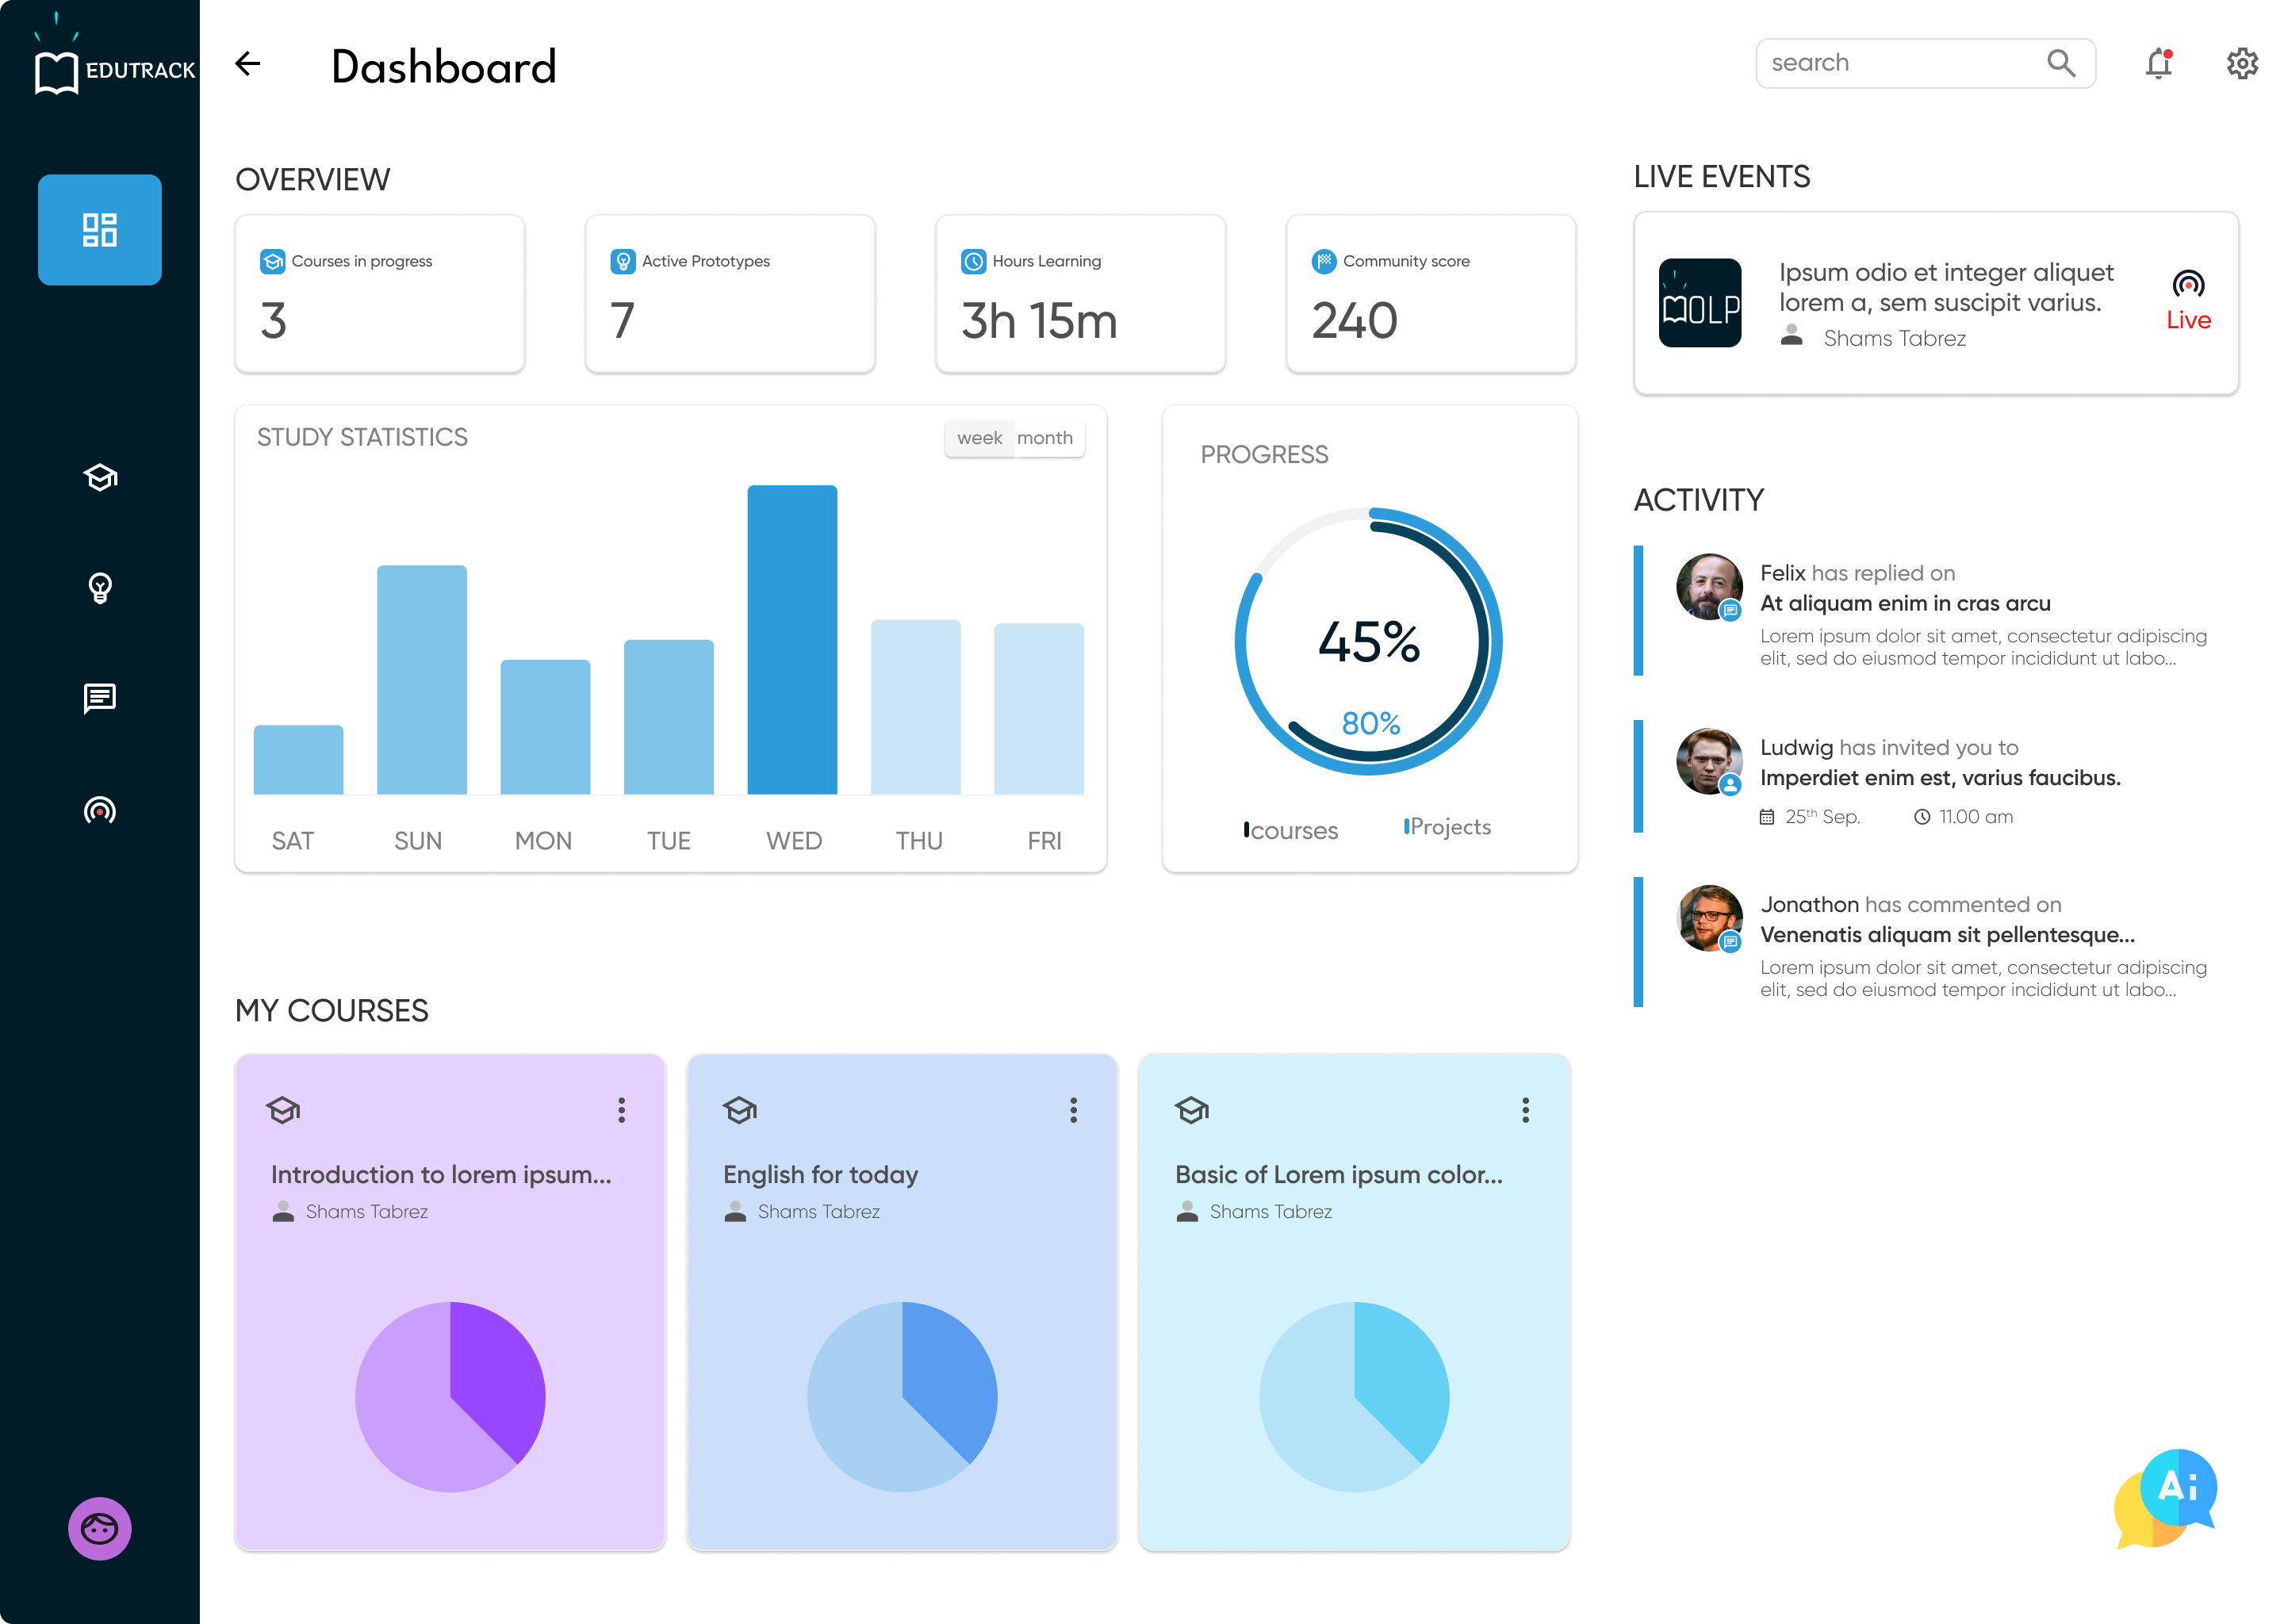 EDUTRACK
Dashboard
search
OVERVIEW
Courses in progress
3
Active Prototypes
7
Hours Learning
3h 15m
Community score
240
STUDY STATISTICS
week month
SAT SUN MON TUE WED THU FRI
PROGRESS
45%
80%
courses
Projects
MY COURSES
Introduction to lorem ipsum...
Shams Tabrez
English for today
Shams Tabrez
Basic of Lorem ipsum color...
Shams Tabrez
LIVE EVENTS
OLP
Ipsum odio et integer aliquet
lorem a, sem suscipit varius.
Shams Tabrez
Live
ACTIVITY
Felix has replied on
At aliquam enim in cras arcu
Lorem ipsum dolor sit amet, consectetur adipiscing
elit, sed do eiusmod tempor incididunt ut labo...
Ludwig has invited you to
Imperdiet enim est, varius faucibus.
25th Sep. 11.00 am
Jonathon has commented on
Venenatis aliquam sit pellentesque...
Lorem ipsum dolor sit amet, consectetur adipiscing
elit, sed do eiusmod tempor incididunt ut labo...
Ai